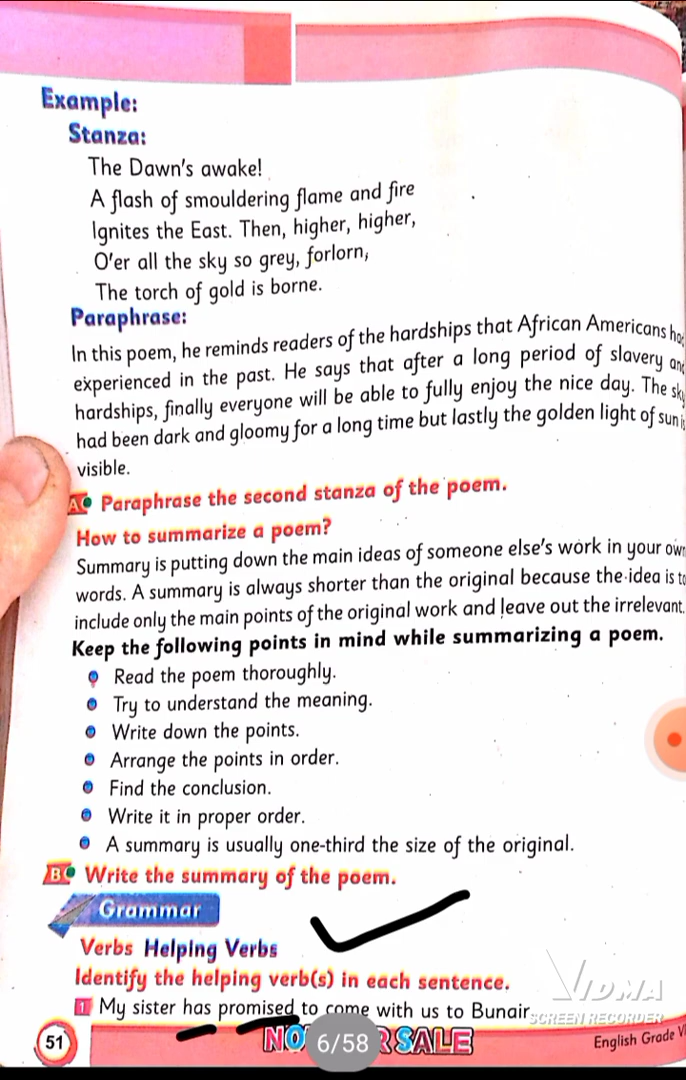 Example:
Stanza:
The Dawn's awake!
A flash of smouldering flame and fire
Ignites the East. Then, higher, higher,
O'er all the sky so grey, forlorn,
The torch of gold is borne.
Paraphrase:
In this poem, he reminds readers of the hardships that African Americans
experienced in the past. He says that after a long period of slavery
hardships, finally everyone will be able to fully enjoy the nice day. The
had been dark and gloomy for a long time but lastly the golden light of sun
visible.
A Paraphrase the second stanza of the poem.
How to summarize a poem?
Summary is putting down the main ideas of someone else's work in your
words. A summary is always shorter than the original because the idea is
include only the main points of the original work and leave out the irrelevant.
Keep the following points in mind while summarizing a poem.
Read the poem thoroughly.
Try to understand the meaning.
Write down the points.
Arrange the points in order.
Find the conclusion.
Write it in proper order.
A summary is usually one-third the size of the original.
B Write the summary of the poem.
Grammar
Verbs Helping Verbs
Identify the helping verb(s) in each sentence.
1 My sister has promised to come with us to Bunair
VIDMA
SCREEN RECORDER
51
6/58
SALE
English Grade